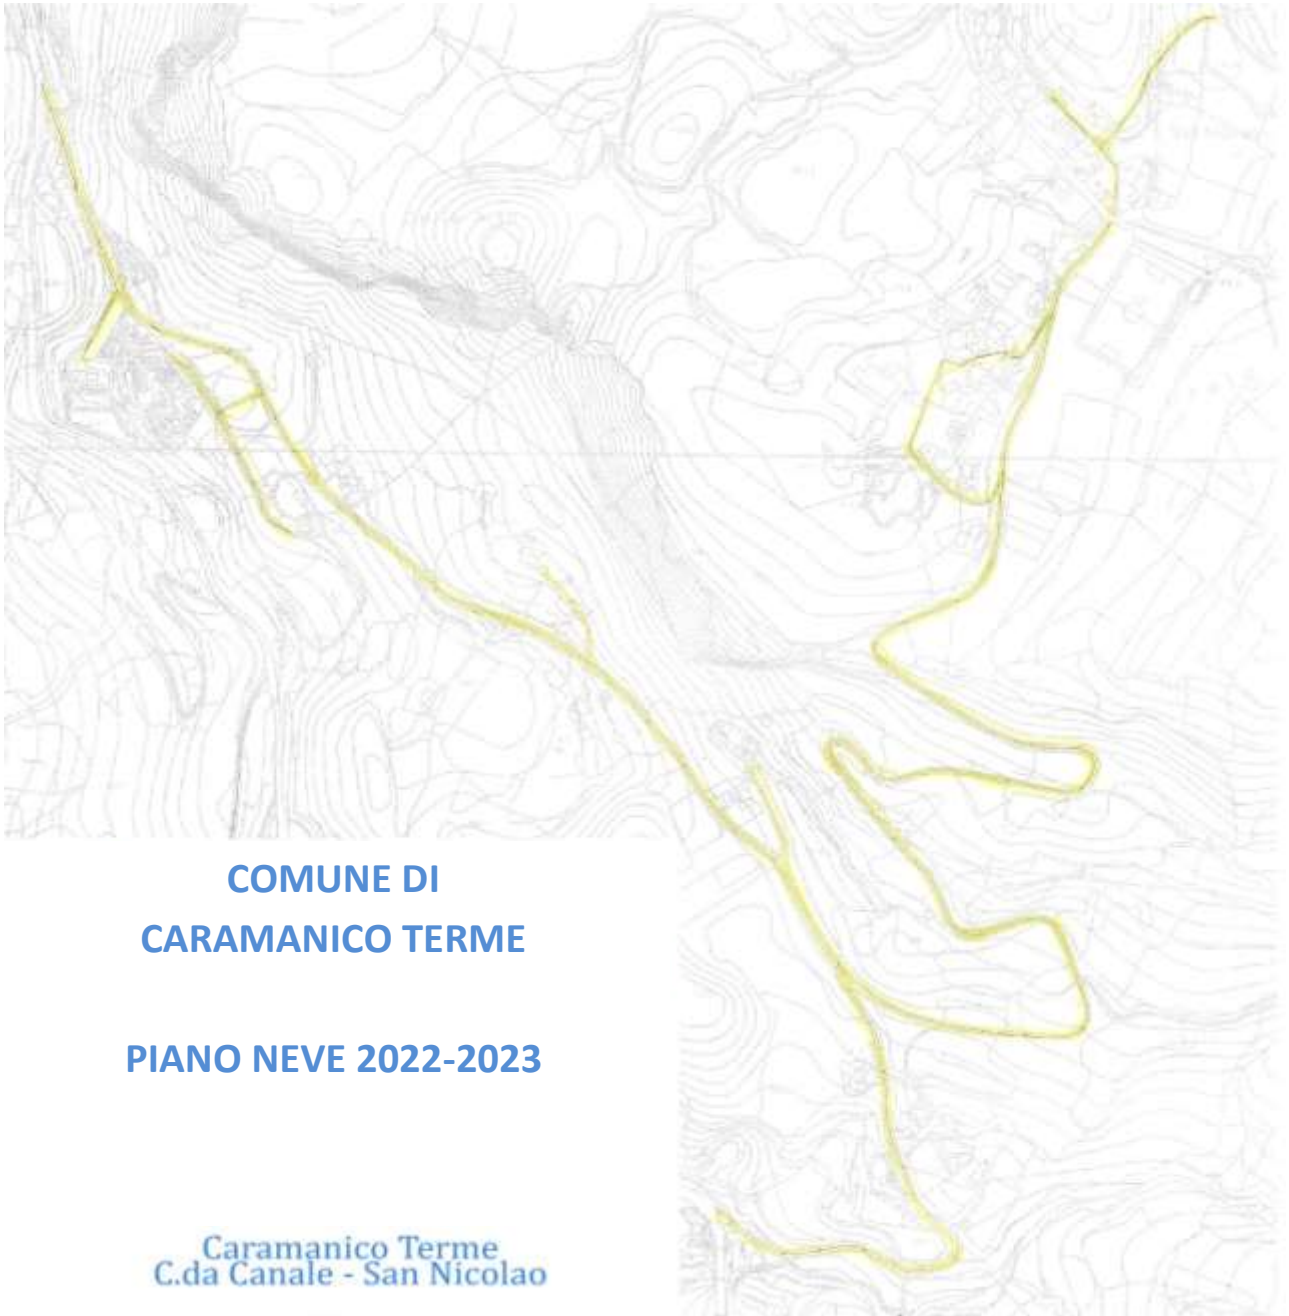 COMUNE DI
CARAMANICO TERME
PIANO NEVE 2022-2023
Caramanico Terme
C.da Canale - San Nicolao